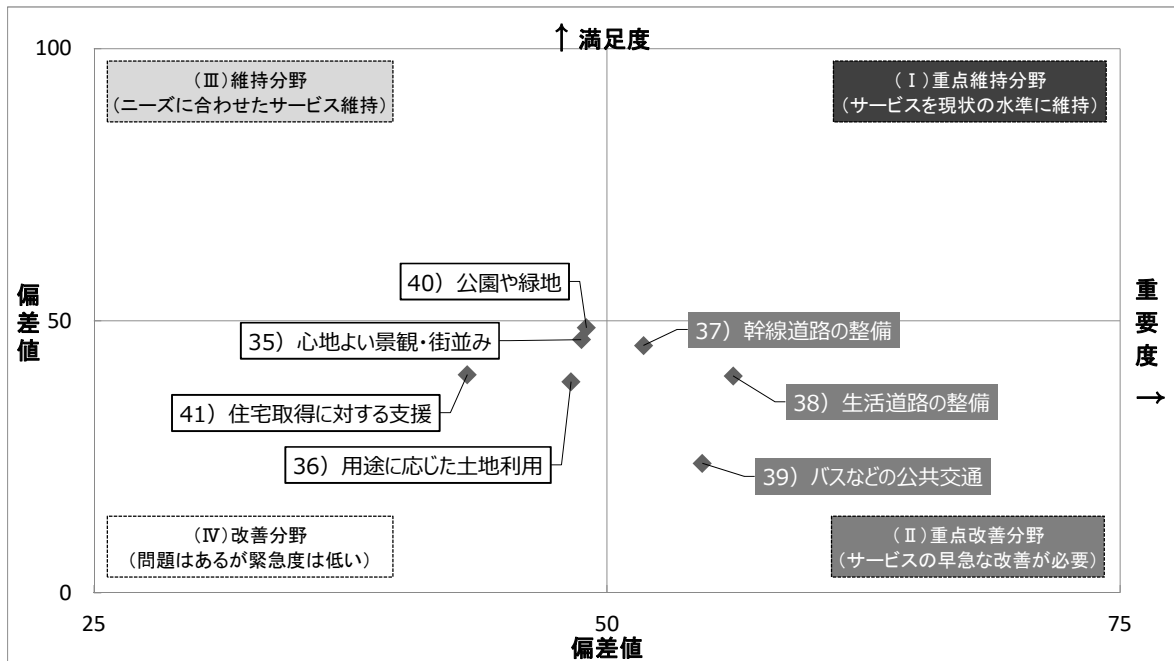 ↑ 満足度
100
(Ⅲ)維持分野
(ニーズに合わせたサービス維持)
(Ⅰ)重点維持分野
(サービスを現状の水準に維持)
40）公園や緑地
偏差値
50
35）心地よい景観・街並み
37）幹線道路の整備
重要度
→
41）住宅取得に対する支援
38）生活道路の整備
36）用途に応じた土地利用
39）バスなどの公共交通
(Ⅳ)改善分野
(問題はあるが緊急度は低い)
(Ⅱ)重点改善分野
(サービスの早急な改善が必要)
0
25
50
75
偏差値